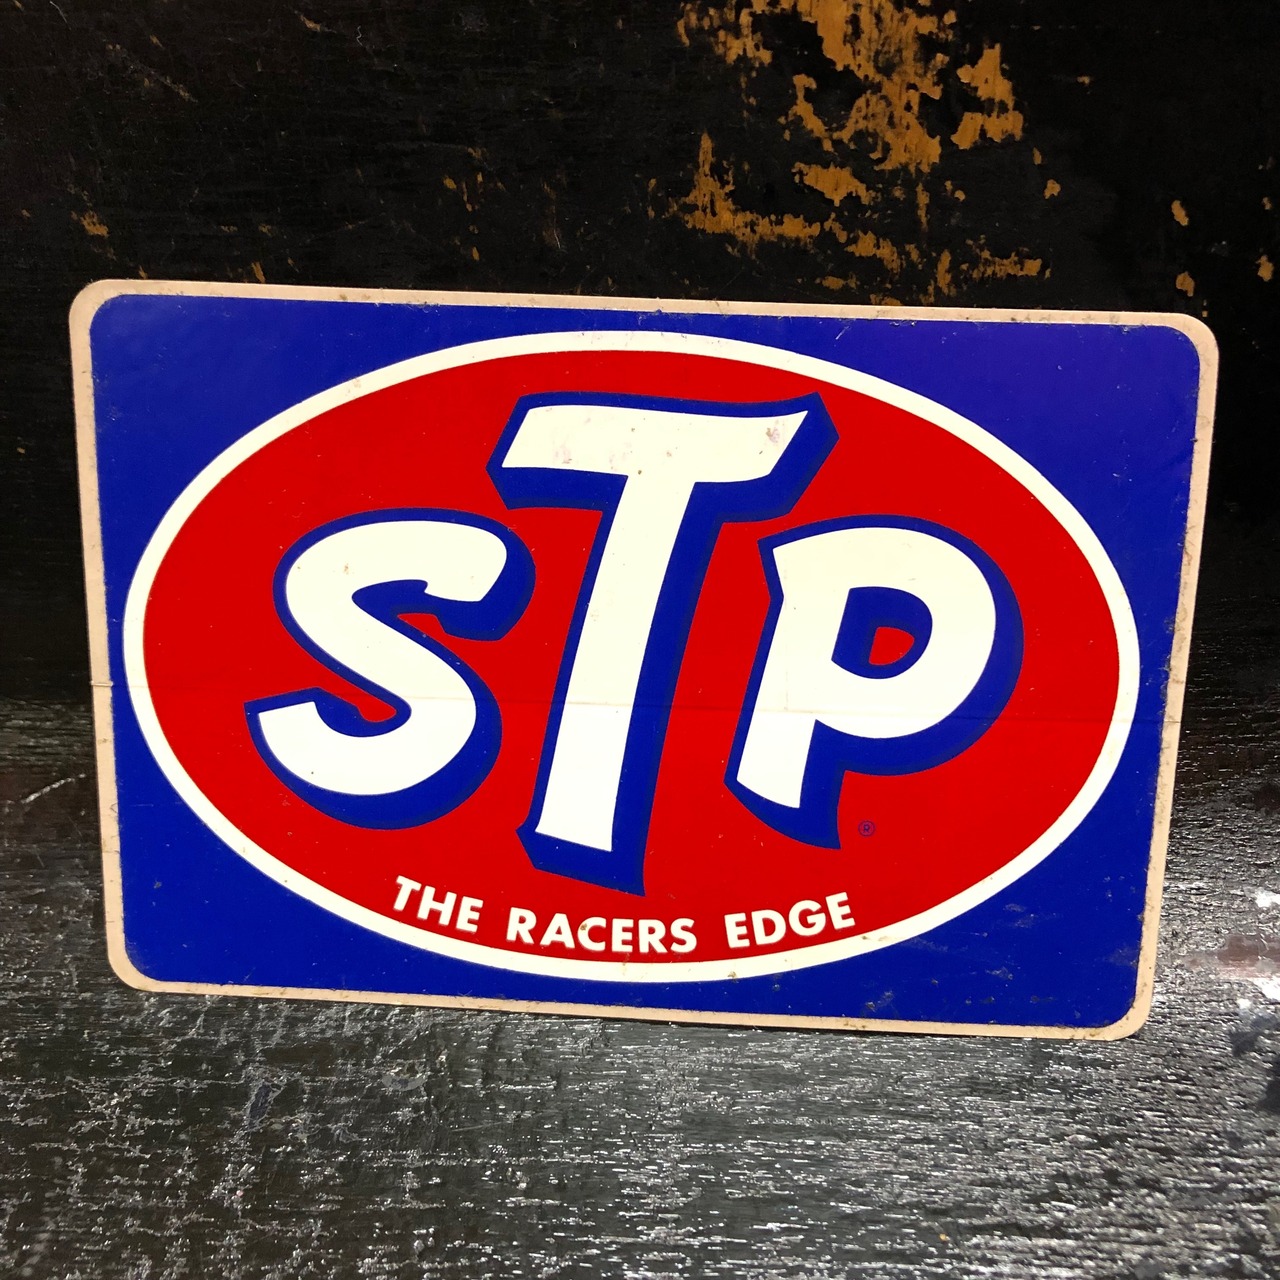 STP
®
THE RACERS EDGE